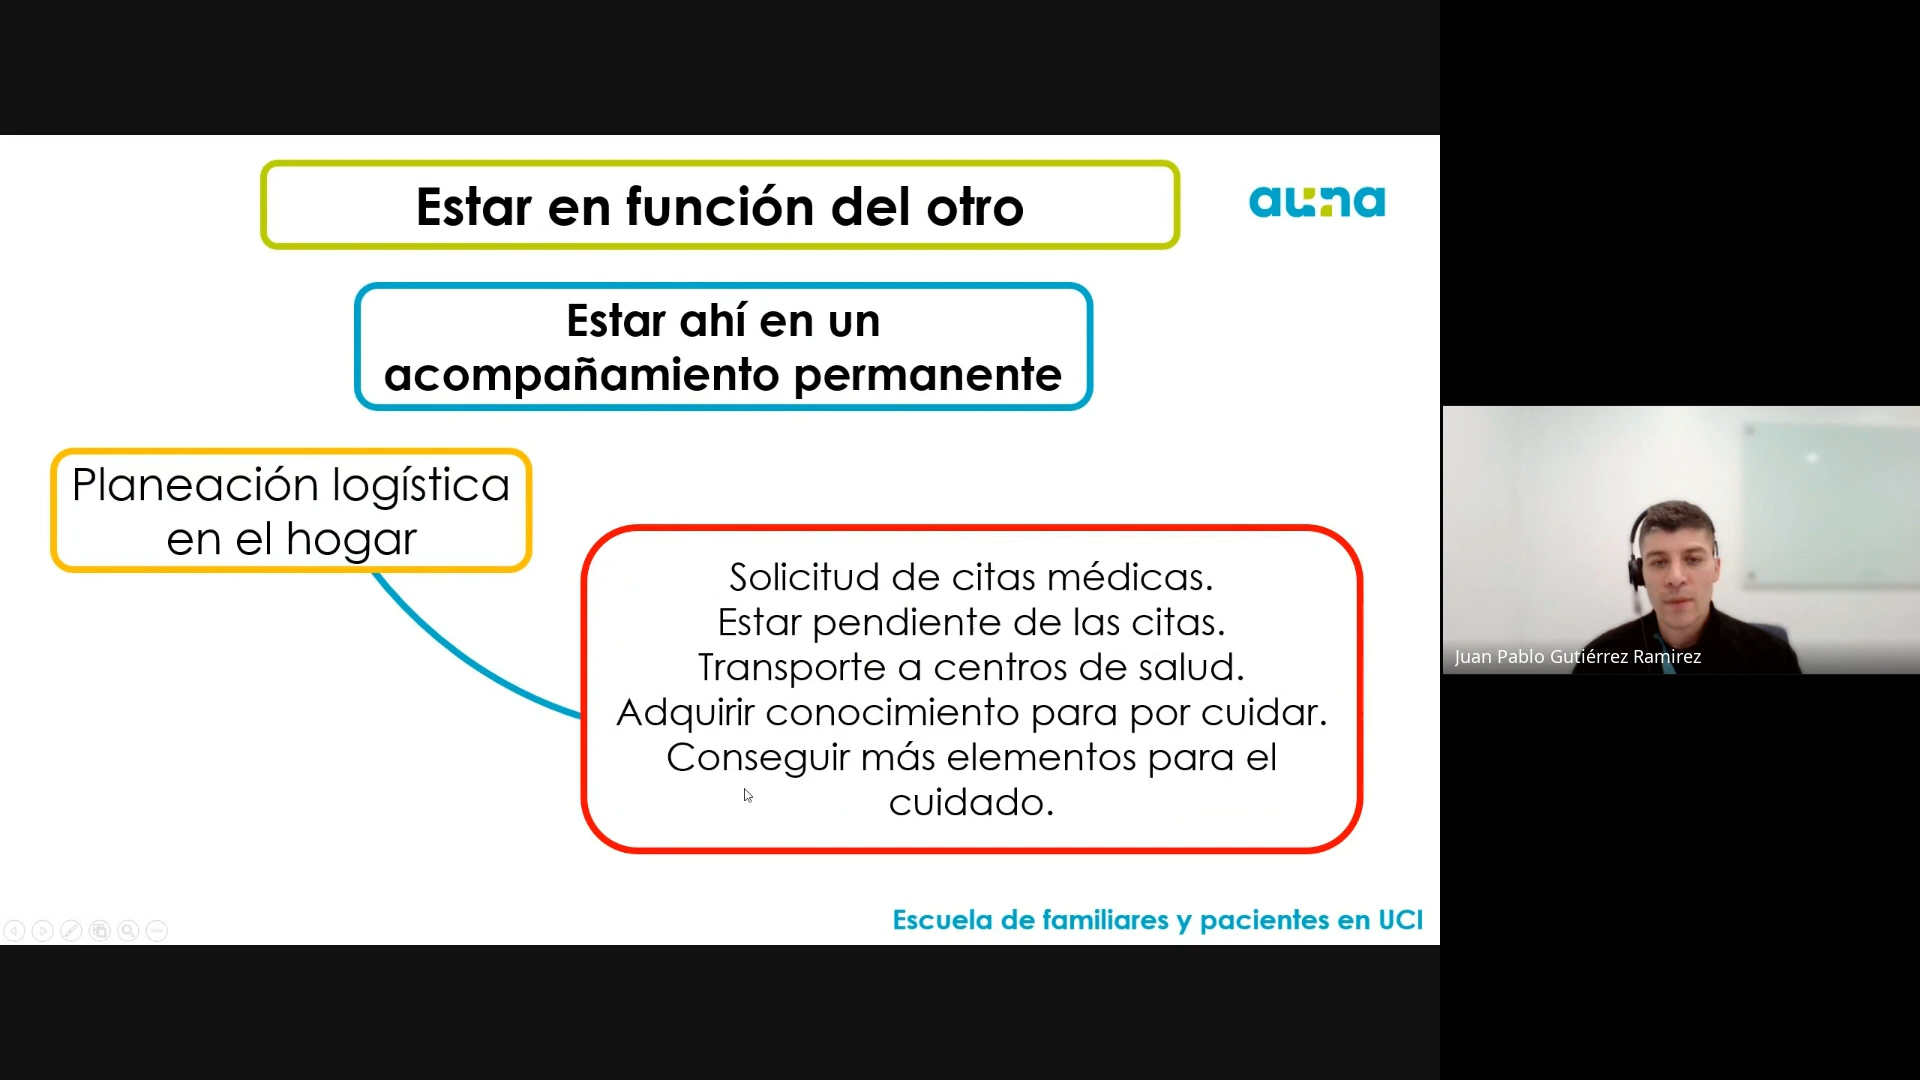 Estar en función del otro
auna
Estar ahí en un
acompañamiento permanente
Planeación logística
en el hogar
Solicitud de citas médicas.
Estar pendiente de las citas.
Transporte a centros de salud.
Adquirir conocimiento para por cuidar.
Conseguir más elementos para el
cuidado.
Escuela de familiares y pacientes en UCI
Juan Pablo Gutiérrez Ramirez